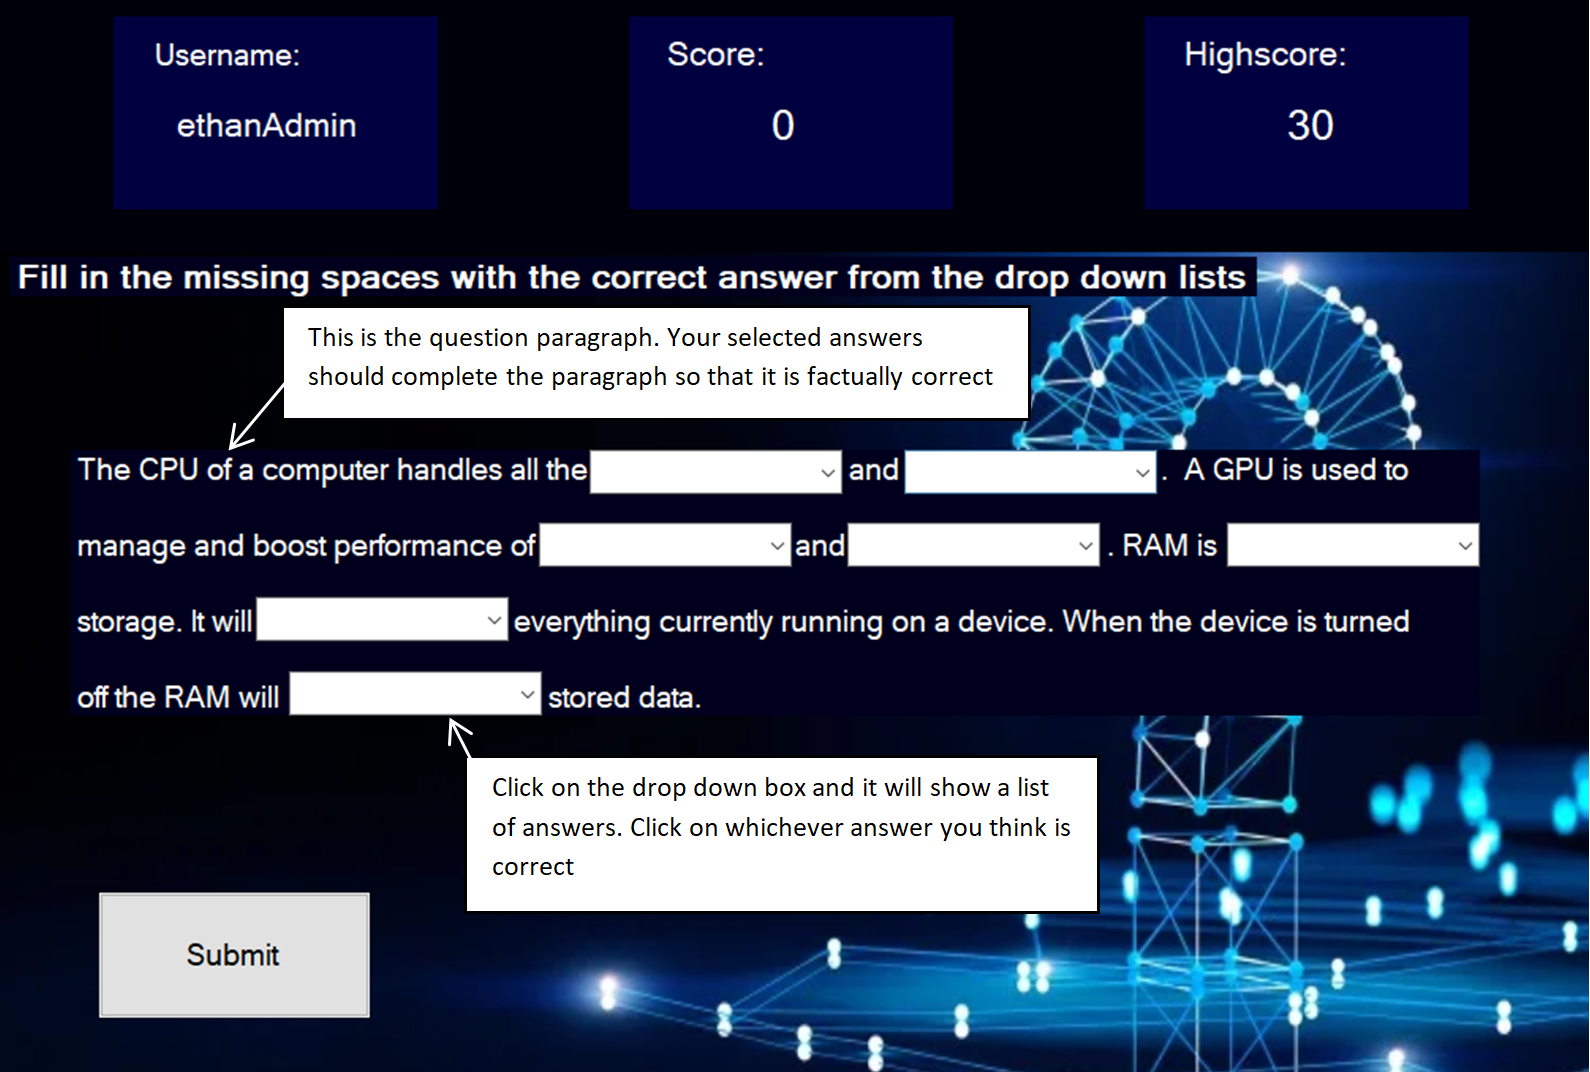 Username:
ethanAdmin
Score:
0
Highscore:
30
Fill in the missing spaces with the correct answer from the drop down lists
This is the question paragraph. Your selected answers
should complete the paragraph so that it is factually correct
The CPU of a computer handles all the and . A GPU is used to
manage and boost performance of and . RAM is
storage. It will everything currently running on a device. When the device is turned
off the RAM will stored data.
Click on the drop down box and it will show a list
of answers. Click on whichever answer you think is
correct
Submit